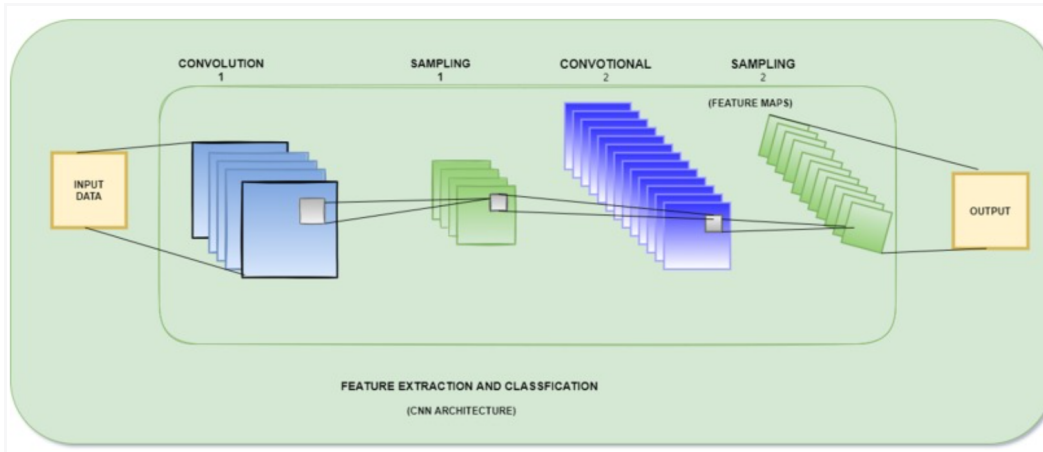 CONVOLUTION
1
SAMPLING
1
CONVOTIONAL
2
SAMPLING
2
(FEATURE MAPS)
INPUT
DATA
OUTPUT
FEATURE EXTRACTION AND CLASSFICATION
(CNN ARCHITECTURE)